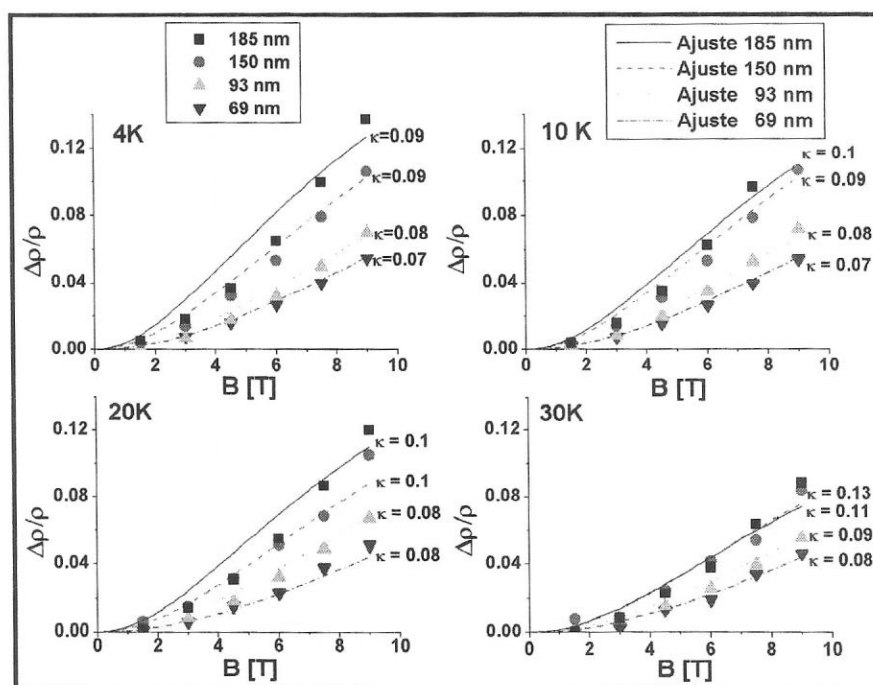 185 nm
150 nm
93 nm
69 nm
Ajuste 185 nm
Ajuste 150 nm
Ajuste 93 nm
Ajuste 69 nm
4K
κ=0.09
κ=0.09
κ=0.08
κ=0.07
0.12
0.08
0.04
0.00
Δρ/ρ
0 2 4 6 8 10
B [T]
10 K
κ = 0.1
κ = 0.09
κ = 0.08
κ = 0.07
0.12
0.08
0.04
0.00
Δρ/ρ
0 2 4 6 8 10
B [T]
20K
κ = 0.1
κ = 0.1
κ = 0.08
κ = 0.08
0.12
0.08
0.04
0.00
Δρ/ρ
0 2 4 6 8 10
B [T]
30K
κ = 0.13
κ = 0.11
κ = 0.09
κ = 0.08
0.12
0.08
0.04
0.00
Δρ/ρ
0 2 4 6 8 10
B [T]